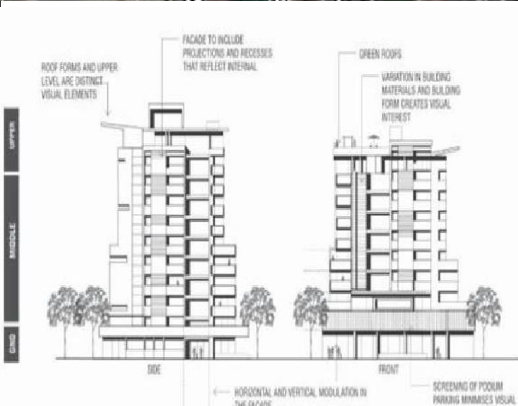 FACADE TO INCLUDE
PROJECTIONS AND RECESSES
THAT REFLECT INTERNAL
ROOF FORMS AND UPPER
LEVEL ARE DISTINCT
VISUAL ELEMENTS
GREEN ROOFS
VARIATION IN BUILDING
MATERIALS AND BUILDING
FORM CREATES VISUAL
INTEREST
UPPER
MIDDLE
GND
SIDE
FRONT
HORIZONTAL AND VERTICAL MODULATION IN
THE FACADE
SCREENING OF PODIUM
PARKING MINIMISES VISUAL